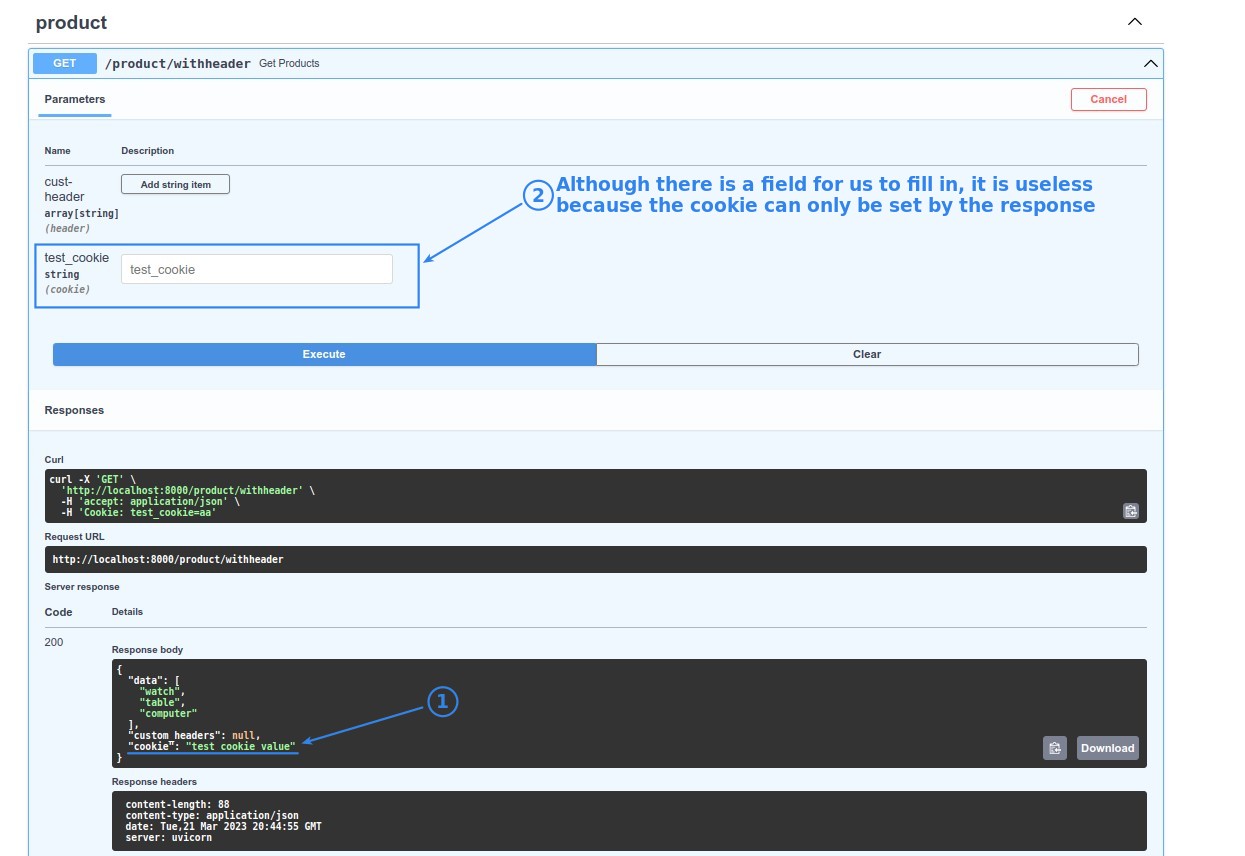 product
GET /product/withheader Get Products
Parameters
Cancel
Name Description
cust-
header
array[string]
(header)
Add string item
2 Although there is a field for us to fill in, it is useless
because the cookie can only be set by the response
test_cookie
string
(cookie)
test_cookie
Execute Clear
Responses
Curl
curl -X 'GET' \
'http://localhost:8000/product/withheader' \
-H 'accept: application/json' \
-H 'Cookie: test_cookie=aa'
Request URL
http://localhost:8000/product/withheader
Server response
Code Details
200
Response body
{
"data": [
"watch",
"table",
"computer"
],
"custom_headers": null,
"cookie": "test cookie value"
}
1
Download
Response headers
content-length: 88
content-type: application/json
date: Tue,21 Mar 2023 20:44:55 GMT
server: uvicorn